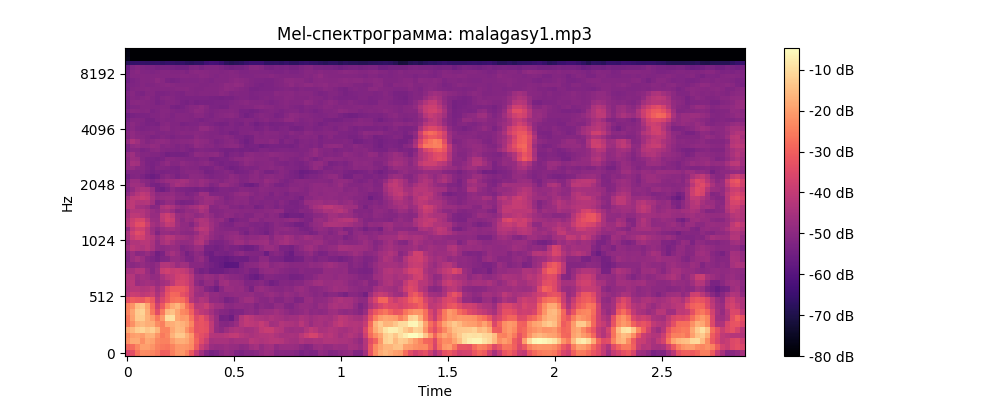 Mel-спектрограмма: malagasy1.mp3
8192
4096
2048
1024
512
0
Hz
0
0.5
1
1.5
2
2.5
Time
-10 dB
-20 dB
-30 dB
-40 dB
-50 dB
-60 dB
-70 dB
-80 dB